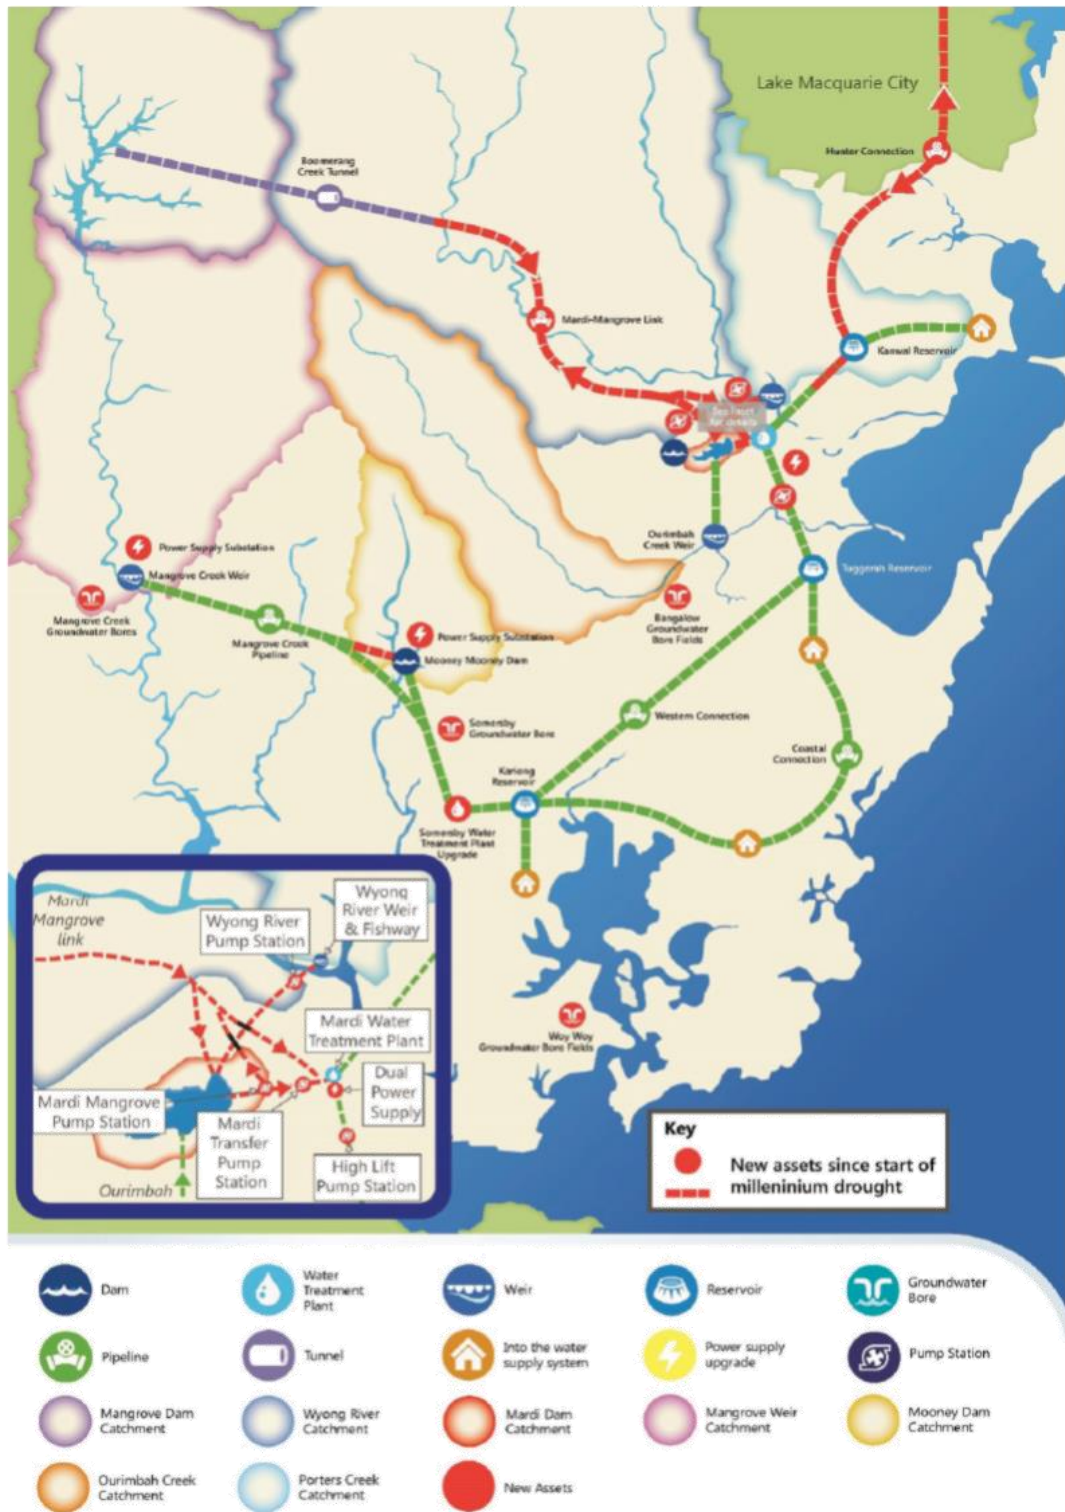 Lake Macquarie City
Hunter Connection
Boomerang
Creek Tunnel
Mardi-Mangrove Link
Kanwal Reservoir
See Inset
for details
Ourimbah
Creek Weir
Tuggerah Reservoir
Power Supply Substation
Mangrove Creek Weir
Mangrove Creek
Groundwater Bores
Mangrove Creek
Pipeline
Bangalow
Groundwater
Bore Fields
Power Supply Substation
Mooney Mooney Dam
Somersby
Groundwater Bore
Western Connection
Coastal
Connection
Kariong
Reservoir
Somersby Water
Treatment Plant
Upgrade
Woy Woy
Groundwater Bore Fields
Mardi
Mangrove
link
Wyong River
Pump Station
Wyong
River Weir
& Fishway
Mardi Water
Treatment Plant
Dual
Power
Supply
Mardi Mangrove
Pump Station
Mardi
Transfer
Pump
Station
High Lift
Pump Station
Ourimbah
Key
New assets since start of
milleninium drought
Dam
Water
Treatment
Plant
Weir
Reservoir
Groundwater
Bore
Pipeline
Tunnel
Into the water
supply system
Power supply
upgrade
Pump Station
Mangrove Dam
Catchment
Wyong River
Catchment
Mardi Dam
Catchment
Mangrove Weir
Catchment
Mooney Dam
Catchment
Ourimbah Creek
Catchment
Porters Creek
Catchment
New Assets